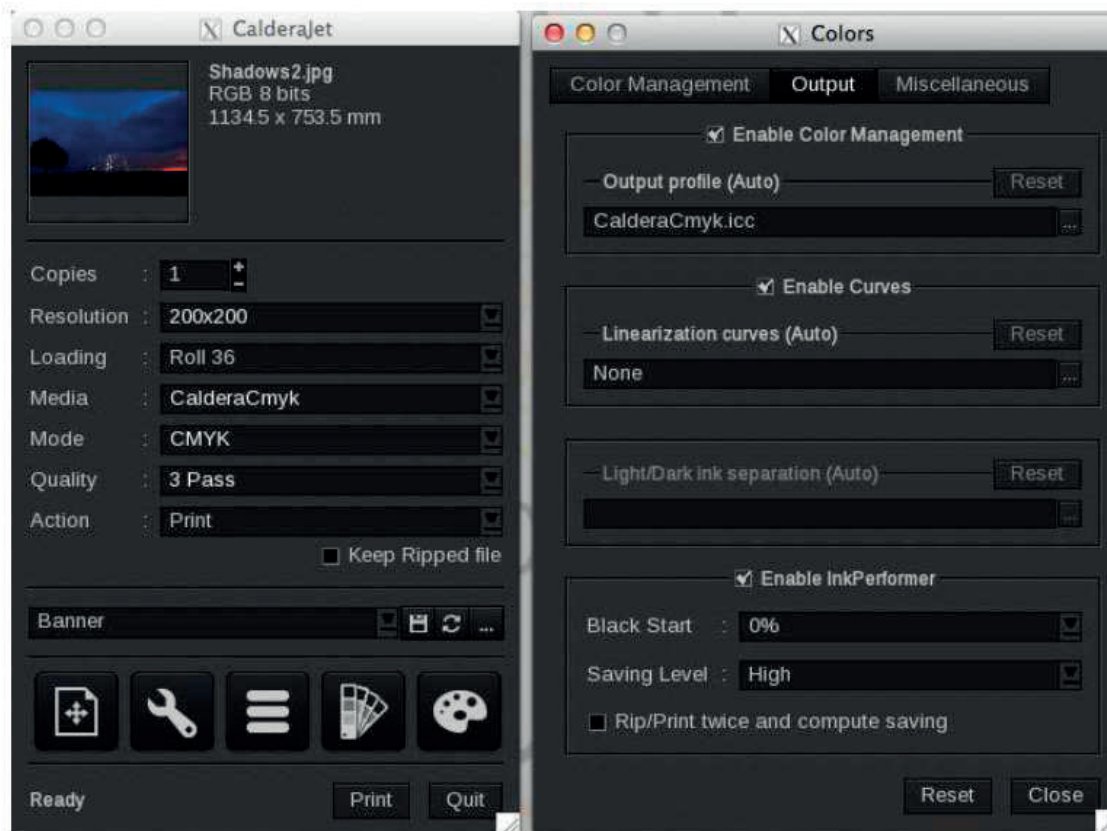 CalderaJet
Shadows2.jpg
RGB 8 bits
1134.5 x 753.5 mm
Copies : 1
Resolution : 200x200
Loading : Roll 36
Media : CalderaCmyk
Mode : CMYK
Quality : 3 Pass
Action : Print
Keep Ripped file
Banner ...
Ready Print Quit
X Colors
Color Management Output Miscellaneous
Enable Color Management
Output profile (Auto) Reset
CalderaCmyk.icc ...
Enable Curves
Linearization curves (Auto) Reset
None ...
Light/Dark ink separation (Auto) Reset
...
Enable InkPerformer
Black Start : 0%
Saving Level : High
Rip/Print twice and compute saving
Reset Close